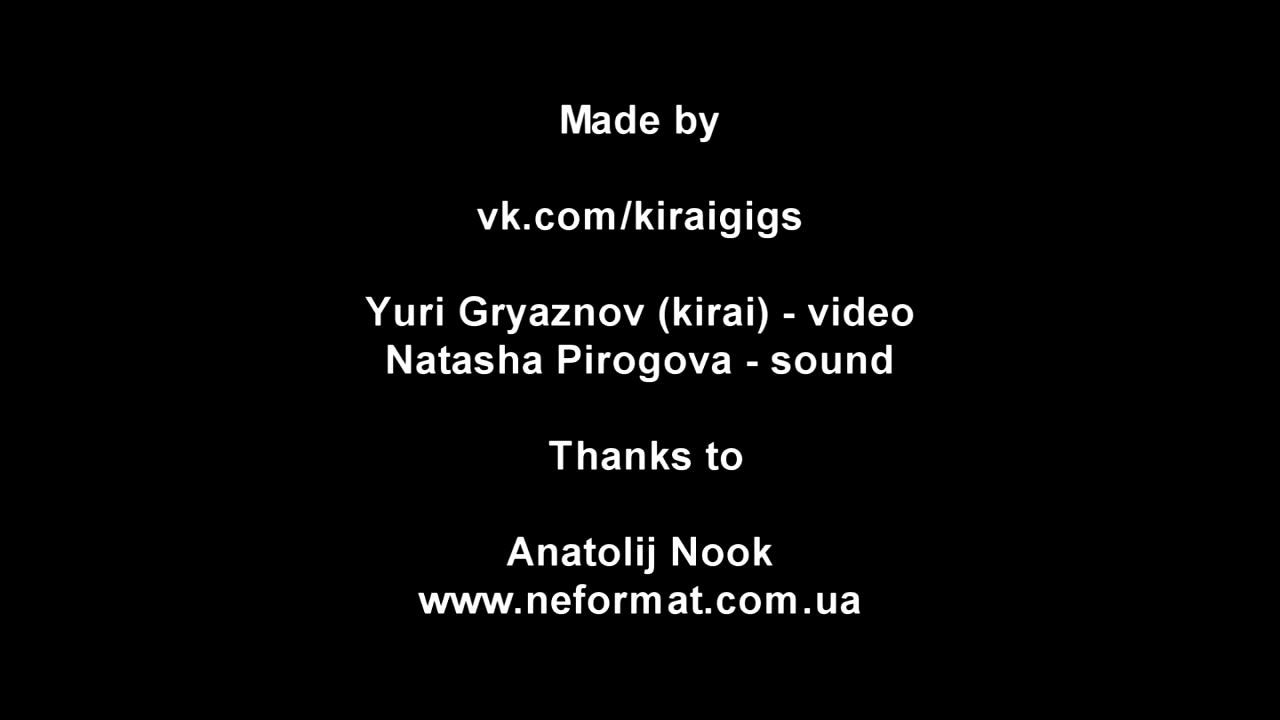 Made by
vk.com/kiraigigs
Yuri Gryaznov (kirai) - video
Natasha Pirogova - sound
Thanks to
Anatolij Nook
www.neformat.com.ua